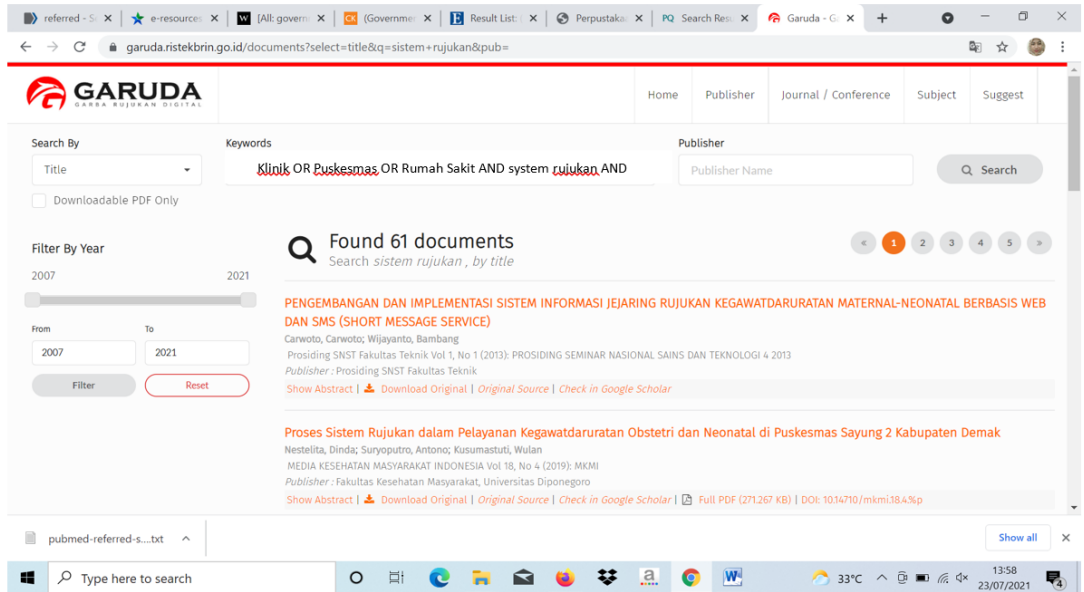 referred - S
e-resources
[All: govern
(Governme
Result List:
Perpustaka
PQ Search Resu
Garuda - G
garuda.ristekbrin.go.id/documents?select=title&q=sistem+rujukan&pub=
GARUDA
GARBA RUJUKAN DIGITAL
Home Publisher Journal / Conference Subject Suggest
Search By Keywords Publisher
Title Klinik OR Puskesmas OR Rumah Sakit AND system rujukan AND Publisher Name Search
Downloadable PDF Only
Filter By Year
2007 2021
From To
2007 2021
Filter Reset
Found 61 documents
Search sistem rujukan , by title
« 1 2 3 4 5 »
PENGEMBANGAN DAN IMPLEMENTASI SISTEM INFORMASI JEJARING RUJUKAN KEGAWATDARURATAN MATERNAL-NEONATAL BERBASIS WEB
DAN SMS (SHORT MESSAGE SERVICE)
Carwoto, Carwoto; Wijayanto, Bambang
Prosiding SNST Fakultas Teknik Vol 1, No 1 (2013): PROSIDING SEMINAR NASIONAL SAINS DAN TEKNOLOGI 4 2013
Publisher : Prosiding SNST Fakultas Teknik
Show Abstract | Download Original | Original Source | Check in Google Scholar
Proses Sistem Rujukan dalam Pelayanan Kegawatdaruratan Obstetri dan Neonatal di Puskesmas Sayung 2 Kabupaten Demak
Nestelita, Dinda; Suryoputro, Antono; Kusumastuti, Wulan
MEDIA KESEHATAN MASYARAKAT INDONESIA Vol 18, No 4 (2019): MKMI
Publisher : Fakultas Kesehatan Masyarakat, Universitas Diponegoro
Show Abstract | Download Original | Original Source | Check in Google Scholar | Full PDF (271.267 KB) | DOI: 10.14710/mkmi.18.4.%p
pubmed-referred-s....txt Show all
Type here to search 33°C 13:58
23/07/2021